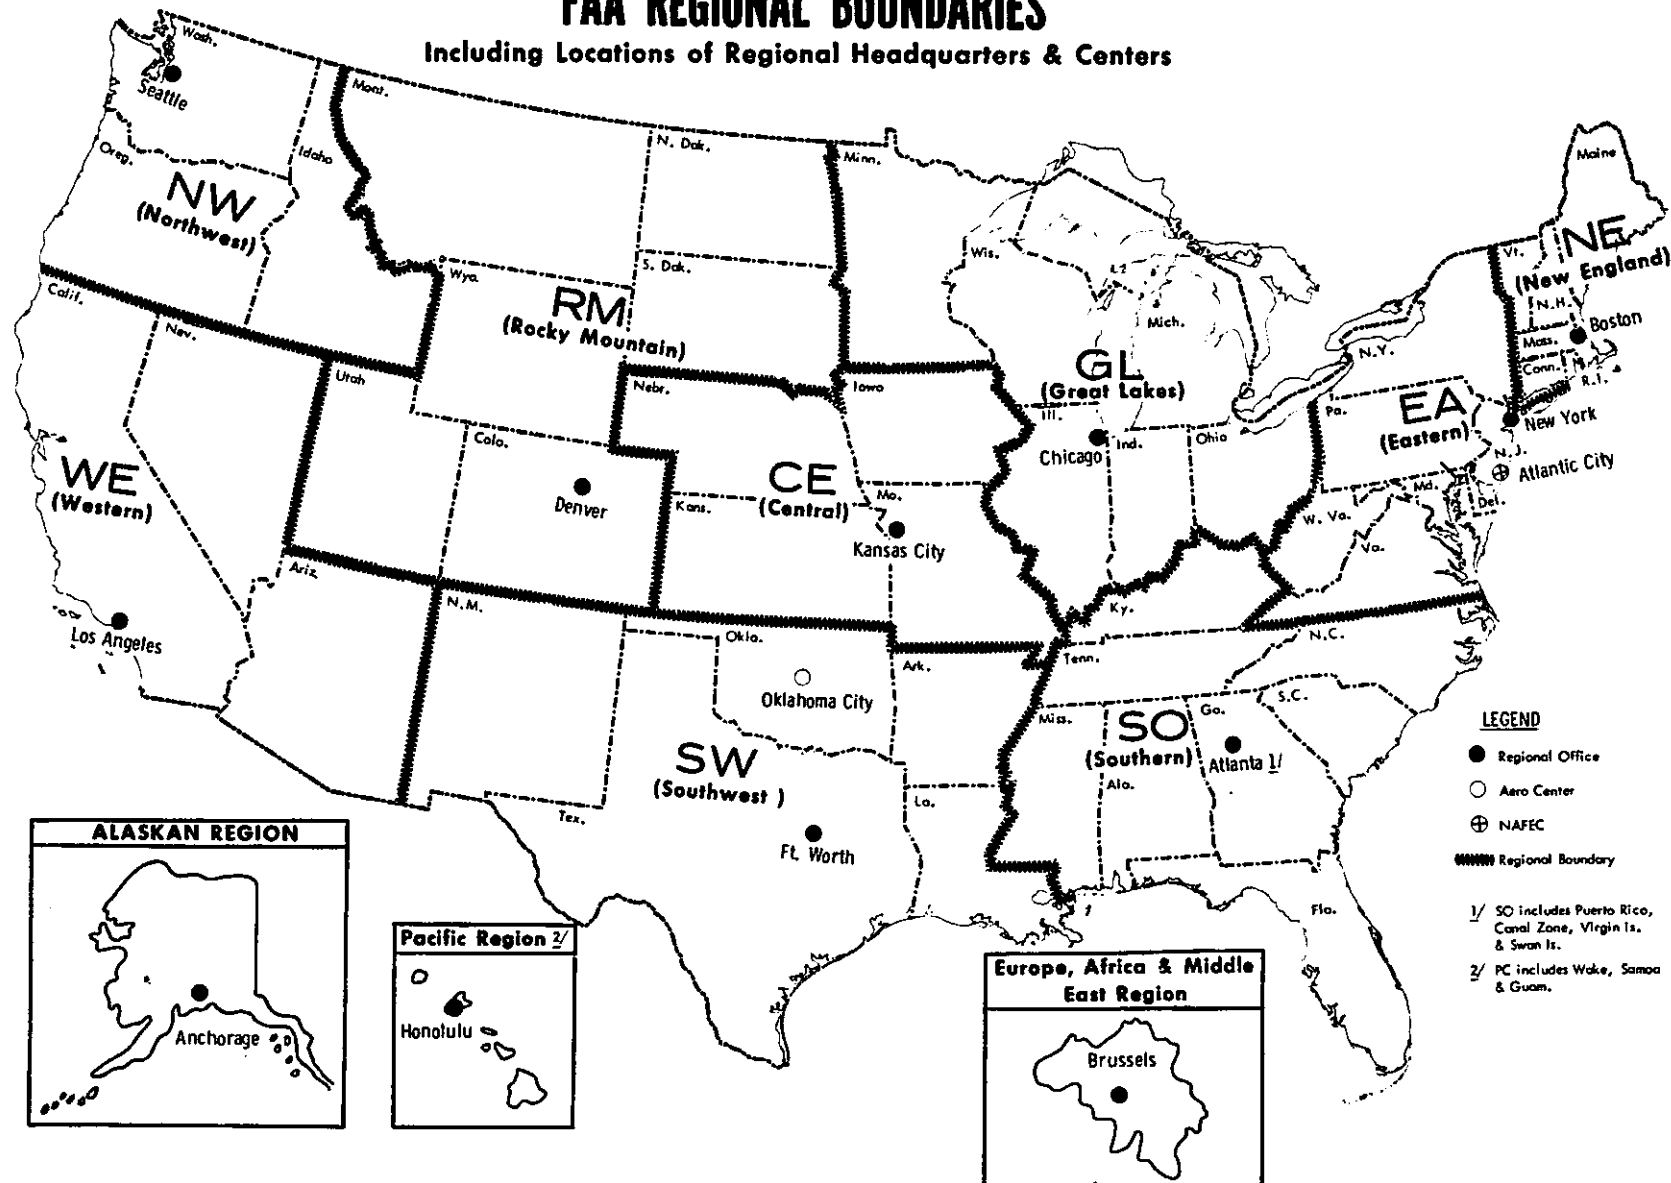 FAA REGIONAL BOUNDARIES
Including Locations of Regional Headquarters & Centers
Wash.
Seattle
Oreg.
Idaho
NW
(Northwest)
Mont.
N. Dak.
S. Dak.
Wyo.
RM
(Rocky Mountain)
Minn.
Wis.
Mich.
GL
(Great Lakes)
Maine
Vt.
NE
(New England)
N.H.
Boston
Mass.
Conn.
R.I.
N.Y.
New York
Pa.
EA
(Eastern)
N.J.
Atlantic City
Md.
Del.
W. Va.
Va.
Calif.
Nev.
Utah
WE
(Western)
Los Angeles
Ariz.
Colo.
Denver
Nebr.
Iowa
CE
(Central)
Kans.
Mo.
Kansas City
Ill.
Chicago
Ind.
Ohio
Ky.
N.M.
Okla.
Oklahoma City
Ark.
SW
(Southwest)
Tex.
Ft. Worth
La.
Tenn.
N.C.
S.C.
Miss.
SO
(Southern)
Ala.
Ga.
Atlanta 1/
Fla.
LEGEND
Regional Office
Aero Center
NAFEC
Regional Boundary
1/ SO includes Puerto Rico,
Canal Zone, Virgin Is.
& Swan Is.
2/ PC includes Wake, Samoa
& Guam.
ALASKAN REGION
Anchorage
Pacific Region 2/
Honolulu
Europe, Africa & Middle
East Region
Brussels